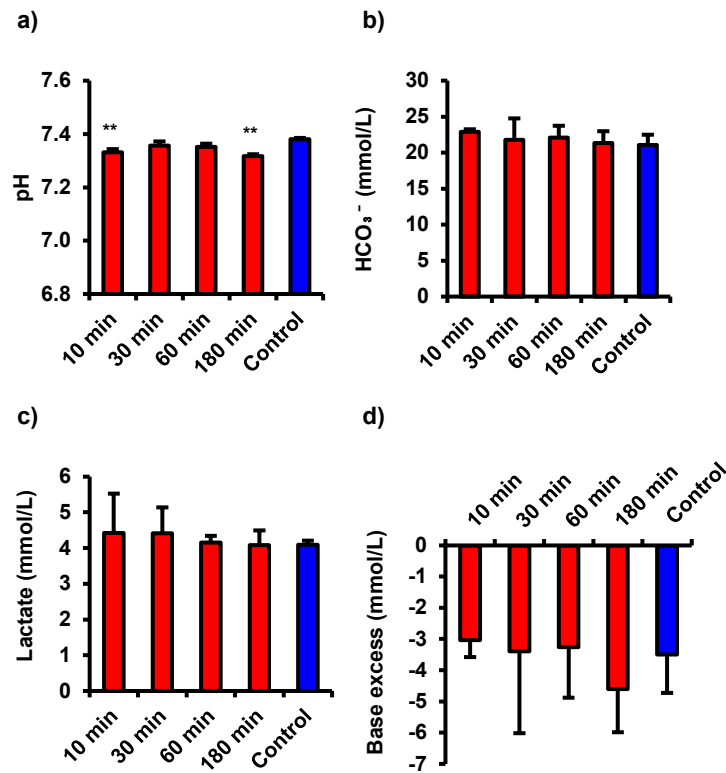 a)
7.6
7.4
7.2
7.0
6.8
pH
**
**
10 min
30 min
60 min
180 min
Control
b)
30
25
20
15
10
5
0
HCO₃⁻ (mmol/L)
10 min
30 min
60 min
180 min
Control
c)
6
5
4
3
2
1
0
Lactate (mmol/L)
10 min
30 min
60 min
180 min
Control
d)
10 min
30 min
60 min
180 min
Control
0
-1
-2
-3
-4
-5
-6
-7
Base excess (mmol/L)